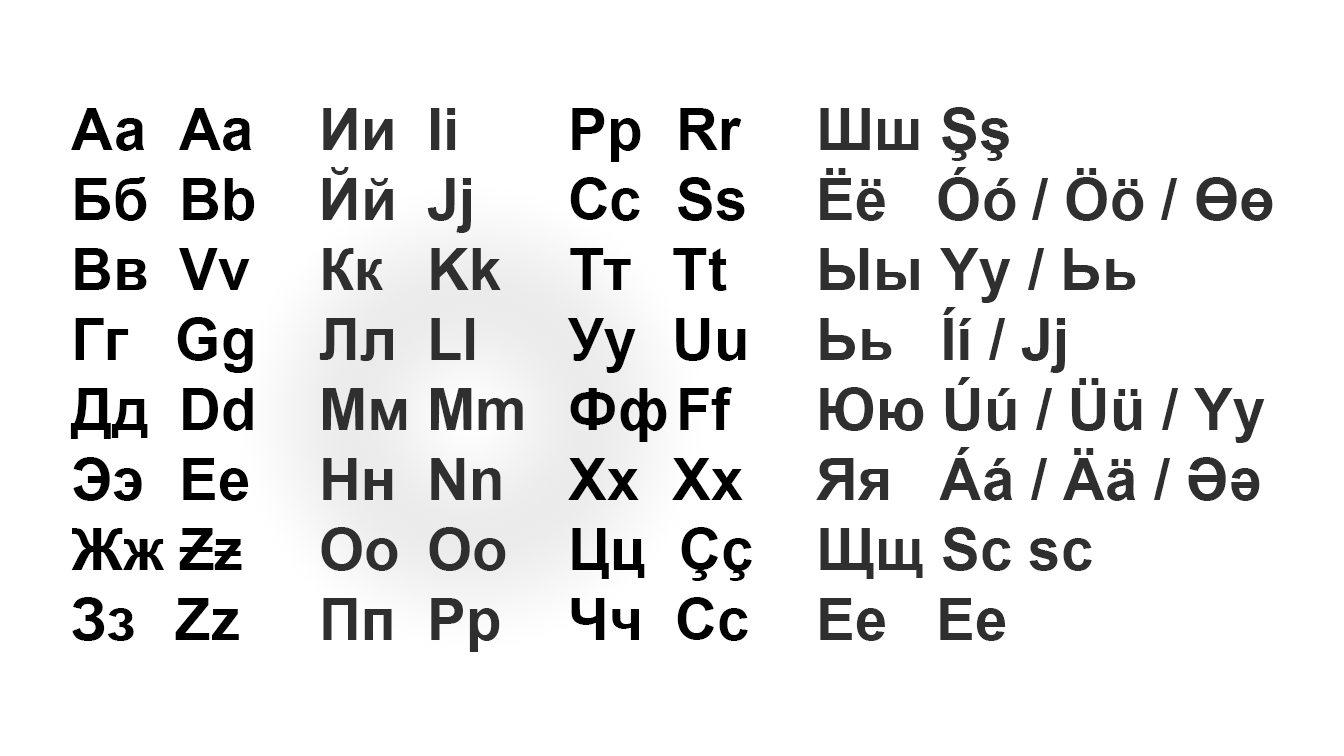 Аа Aa Ии Ii Рр Rr Шш Şş
Бб Bb Йй Jj Сс Ss Ёё Óó / Öö / Өө
Вв Vv Кк Kk Тт Tt Ыы Yy / Ьь
Гг Gg Лл Ll Уу Uu Ьь Íí / Jj
Дд Dd Мм Mm Фф Ff Юю Úú / Üü / Yy
Ээ Ee Нн Nn Хх Xx Яя Áá / Ää / Әә
Жж Ƶƶ Оо Oo Цц Çç Щщ Sc sc
Зз Zz Пп Pp Чч Cc Ее Ee